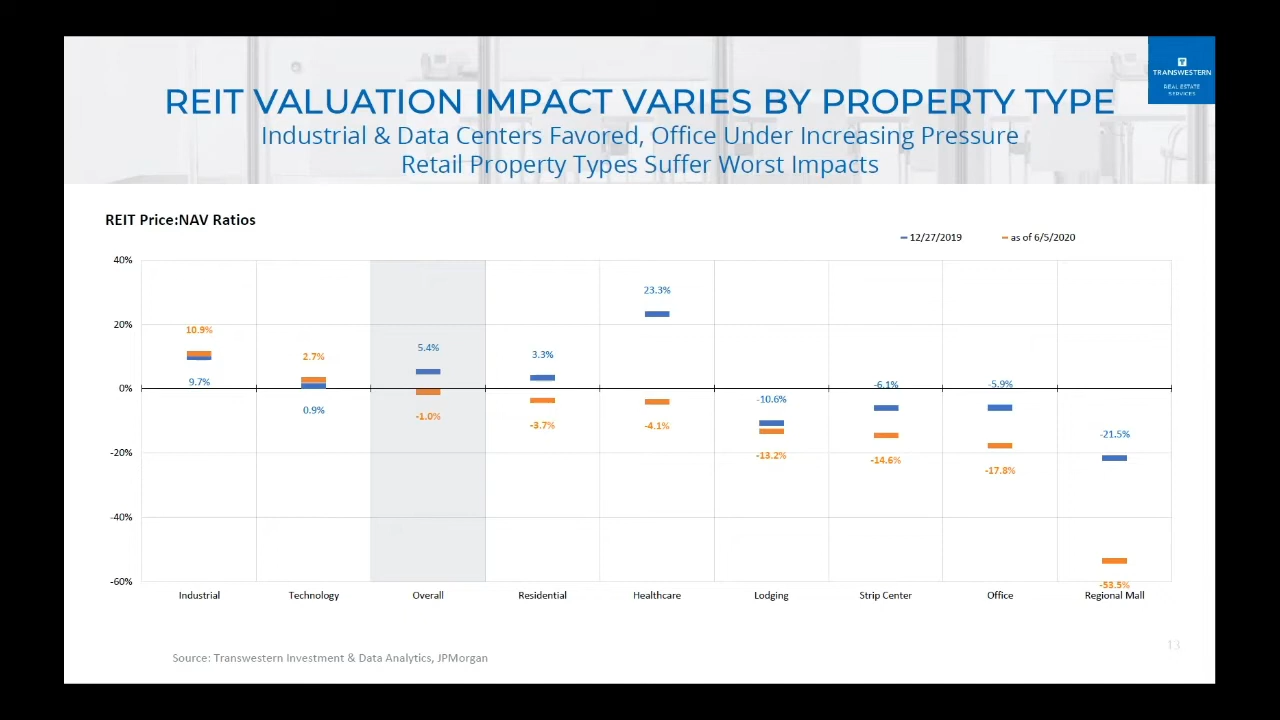 REIT VALUATION IMPACT VARIES BY PROPERTY TYPE
Industrial & Data Centers Favored, Office Under Increasing Pressure
Retail Property Types Suffer Worst Impacts
TRANSWESTERN
REAL ESTATE
SERVICES
REIT Price:NAV Ratios
12/27/2019 as of 6/5/2020
40%
20%
0%
-20%
-40%
-60%
10.9%
9.7%
2.7%
0.9%
5.4%
-1.0%
3.3%
-3.7%
23.3%
-4.1%
-10.6%
-13.2%
-6.1%
-14.6%
-5.9%
-17.8%
-21.5%
-53.5%
Industrial Technology Overall Residential Healthcare Lodging Strip Center Office Regional Mall
13
Source: Transwestern Investment & Data Analytics, JPMorgan